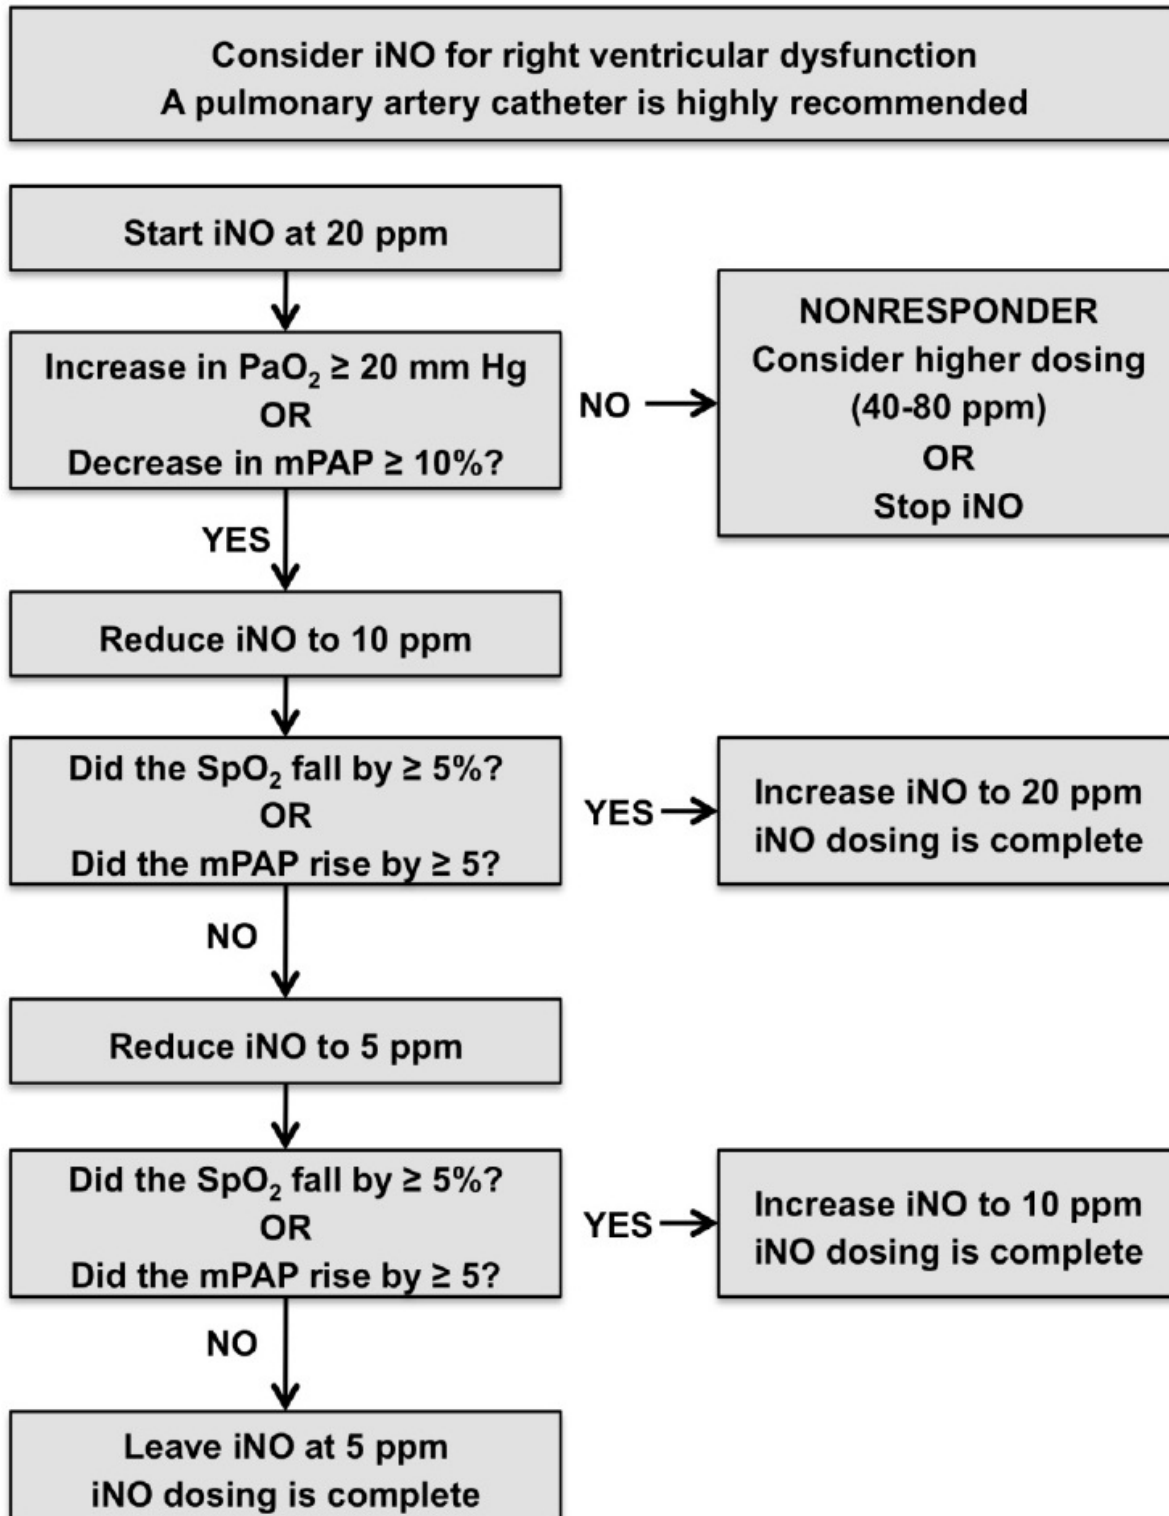 Consider iNO for right ventricular dysfunction
A pulmonary artery catheter is highly recommended
Start iNO at 20 ppm
Increase in PaO₂ ≥ 20 mm Hg
OR
Decrease in mPAP ≥ 10%?
NO
NONRESPONDER
Consider higher dosing
(40-80 ppm)
OR
Stop iNO
YES
Reduce iNO to 10 ppm
Did the SpO₂ fall by ≥ 5%?
OR
Did the mPAP rise by ≥ 5?
YES
Increase iNO to 20 ppm
iNO dosing is complete
NO
Reduce iNO to 5 ppm
Did the SpO₂ fall by ≥ 5%?
OR
Did the mPAP rise by ≥ 5?
YES
Increase iNO to 10 ppm
iNO dosing is complete
NO
Leave iNO at 5 ppm
iNO dosing is complete